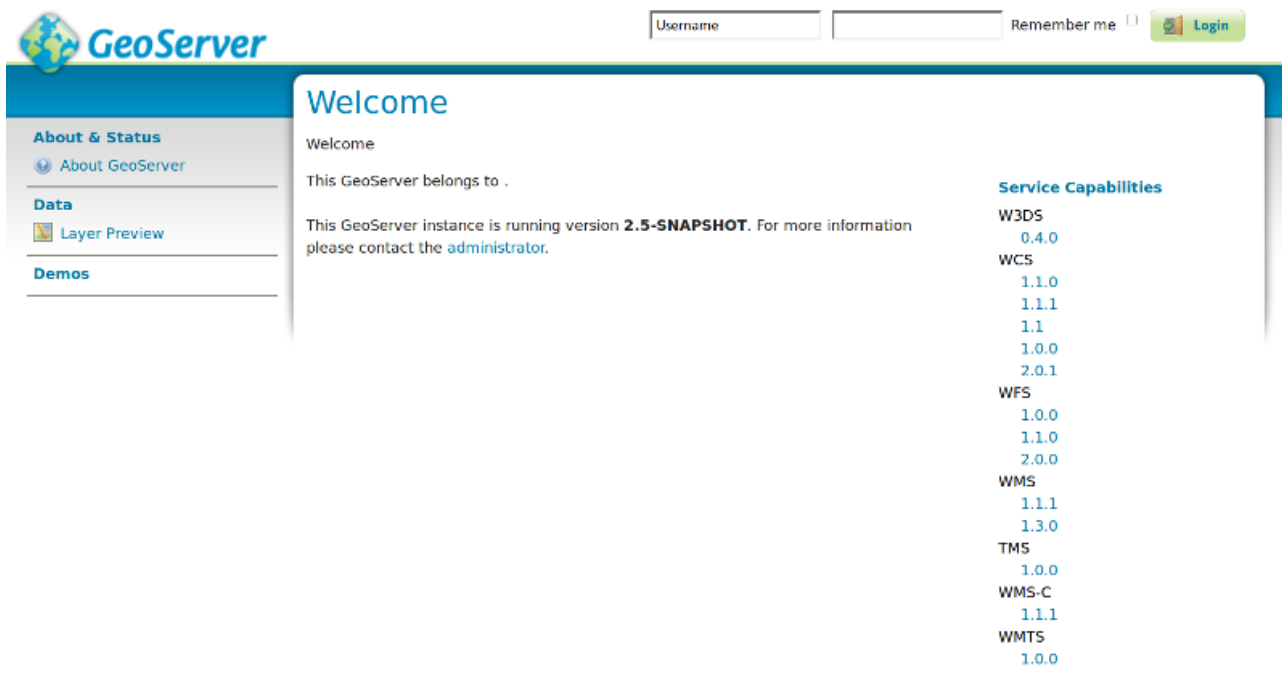 GeoServer
Username
Remember me
Login
About & Status
About GeoServer
Data
Layer Preview
Demos
Welcome
Welcome
This GeoServer belongs to .
This GeoServer instance is running version 2.5-SNAPSHOT. For more information
please contact the administrator.
Service Capabilities
W3DS
0.4.0
WCS
1.1.0
1.1.1
1.1
1.0.0
2.0.1
WFS
1.0.0
1.1.0
2.0.0
WMS
1.1.1
1.3.0
TMS
1.0.0
WMS-C
1.1.1
WMTS
1.0.0